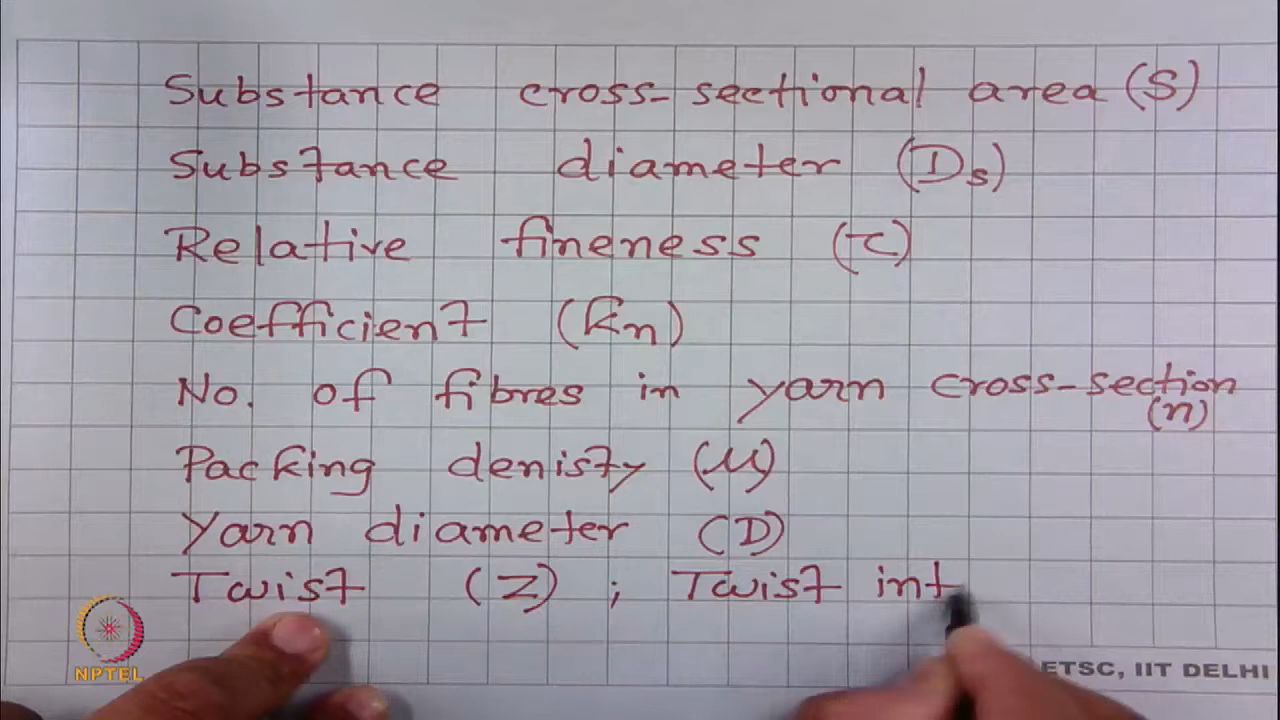 Substance cross-sectional area (S)
Substance diameter (Ds)
Relative fineness (τ)
Coefficient (Kn)
No. of fibres in yarn cross-section
(n)
Packing denisty (μ)
Yarn diameter (D)
Twist (Z) ; Twist int
NPTEL
ETSC, IIT DELHI